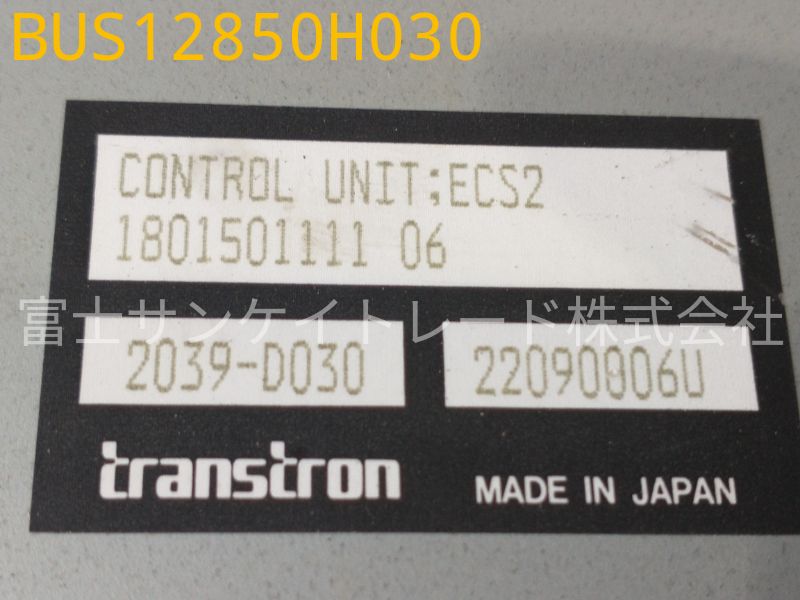 BUS12850H030
CONTROL UNIT;ECS2
1801501111 06
富士サンケイトレード株式会社
2039-D030
22090806U
transtron
MADE IN JAPAN